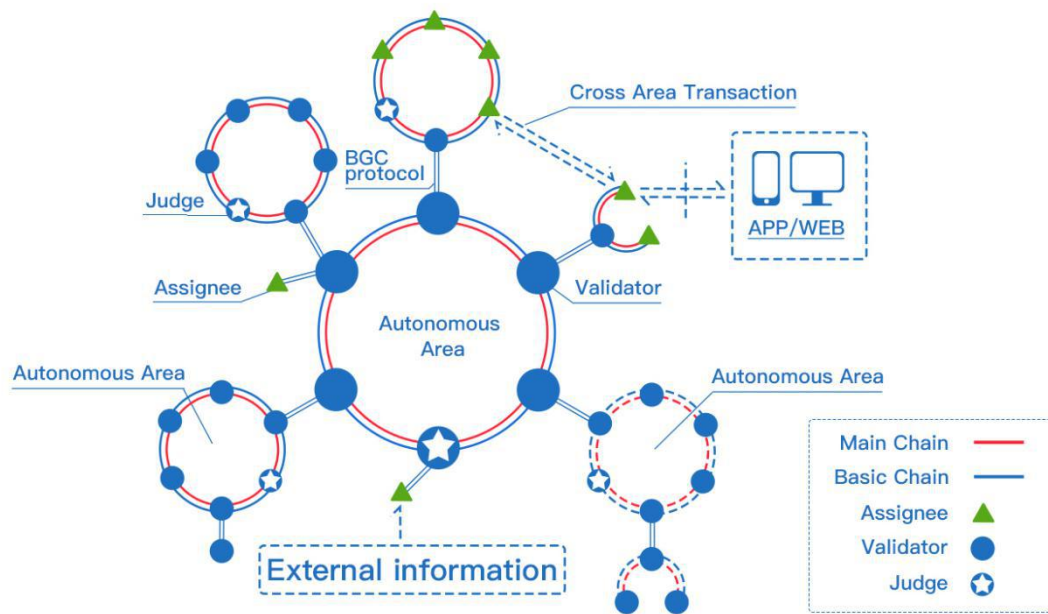 Cross Area Transaction
BGC
protocol
Judge
APP/WEB
Assignee
Validator
Autonomous
Area
Autonomous Area
Autonomous Area
Main Chain
Basic Chain
Assignee
Validator
Judge
External information